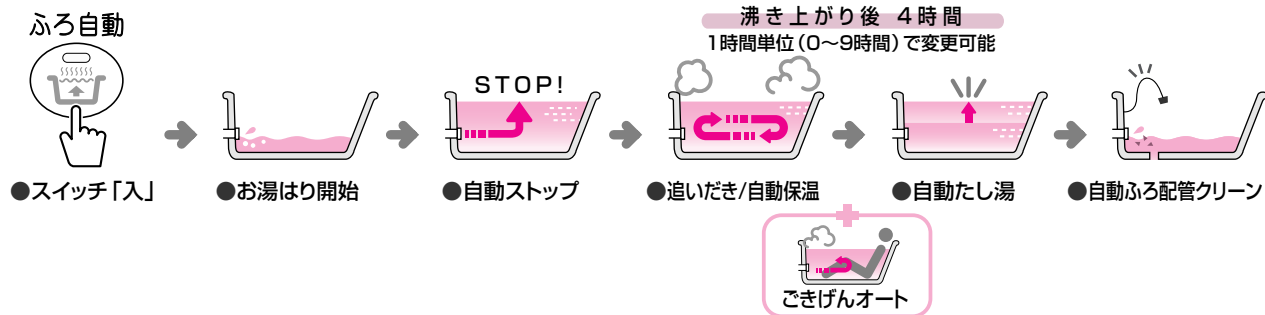 ふろ自動
沸き上がり後 4時間
1時間単位(0〜9時間)で変更可能
STOP!
●スイッチ「入」
●お湯はり開始
●自動ストップ
●追いだき/自動保温
●自動たし湯
●自動ふろ配管クリーン
+
ごきげんオート